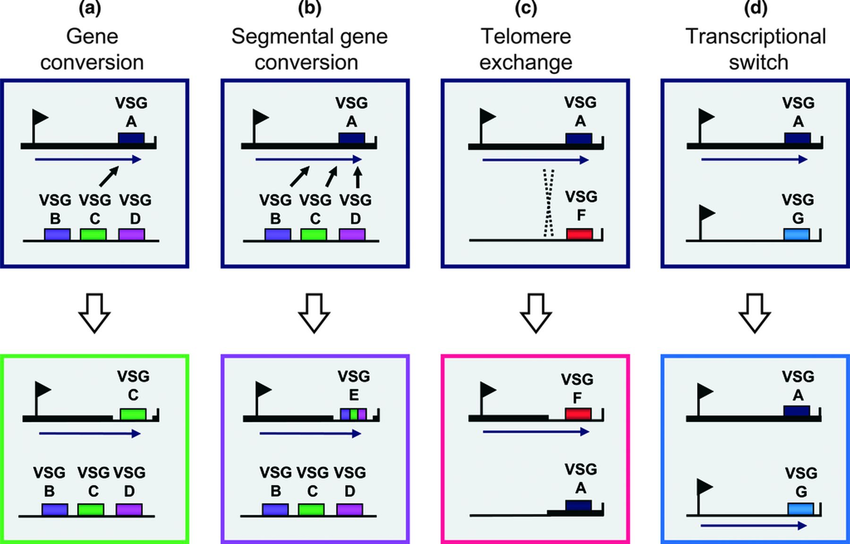 (a)
Gene
conversion
VSG
A
VSG VSG VSG
B C D
VSG
C
VSG VSG VSG
B C D
(b)
Segmental gene
conversion
VSG
A
VSG VSG VSG
B C D
VSG
E
VSG VSG VSG
B C D
(c)
Telomere
exchange
VSG
A
VSG
F
VSG
F
VSG
A
(d)
Transcriptional
switch
VSG
A
VSG
G
VSG
A
VSG
G